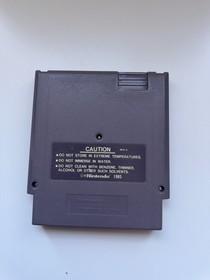 CAUTION
●DO NOT STORE IN EXTREME TEMPERATURES.
●DO NOT IMMERSE IN WATER.
●DO NOT CLEAN WITH BENZENE, THINNER,
ALCOHOL OR OTHER SUCH SOLVENTS.
©Nintendo 1985